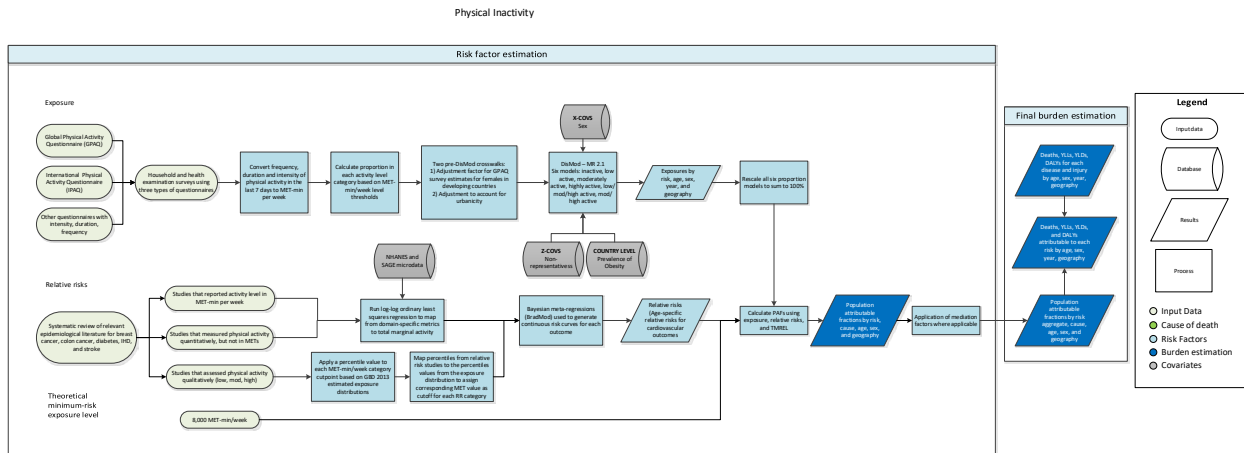 Physical Inactivity
Risk factor estimation
Exposure
Global Physical Activity
Questionnaire (GPAQ)
International Physical
Activity Questionnaire
(IPAQ)
Other questionnaires with
intensity, duration,
frequency
Household and health
examination surveys using
three types of questionnaires
Convert frequency,
duration and intensity of
physical activity in the
last 7 days to MET-min
per week
Calculate proportion in
each activity level
category based on MET-
min/week level
thresholds
Two pre-DisMod crosswalks:
1) Adjustment factor for GPAQ
survey estimates for females in
developing countries
2) Adjustment to account for
urbanicity
X-COVS
Sex
DisMod – MR 2.1
Six models: inactive, low
active, moderately
active, highly active, low/
mod/high active, mod/
high active
Z-COVS
Non-
representativess
COUNTRY LEVEL
Prevalence of
Obesity
Exposures by
risk, age, sex,
year, and
geography
Rescale all six proportion
models to sum to 100%
Relative risks
Systematic review of relevant
epidemiological literature for breast
cancer, colon cancer, diabetes, IHD,
and stroke
Studies that reported activity level in
MET-min per week
Studies that measured physical activity
quantitatively, but not in METs
Studies that assessed physical activity
qualitatively (low, mod, high)
NHANES and
SAGE microdata
Run log-log ordinary least
squares regression to map
from domain-specific metrics
to total marginal activity
Apply a percentile value to
each MET-min/week category
cutpoint based on GBD 2013
estimated exposure
distributions
Map percentiles from relative
risk studies to the percentiles
values from the exposure
distribution to assign
corresponding MET value as
cutoff for each RR category
Bayesian meta-regressions
(BradMod) used to generate
continuous risk curves for each
outcome
Relative risks
(Age-specific
relative risks for
cardiovascular
outcomes
Calculate PAFs using
exposure, relative risks,
and TMREL
Population
attributable
fractions by risk,
cause, age, sex,
and geography
Application of mediation
factors where applicable
Theoretical
minimum-risk
exposure level
8,000 MET-min/week
Final burden estimation
Deaths, YLLs, YLDs,
DALYs for each
disease and injury
by age, sex, year,
geography
Deaths, YLLs, YLDs,
and DALYs
attributable to each
risk by age, sex,
year, geography
Population
attributable
fractions by risk
aggregate, cause,
age, sex, and
geography
Legend
Input data
Database
Results
Process
Input Data
Cause of death
Risk Factors
Burden estimation
Covariates